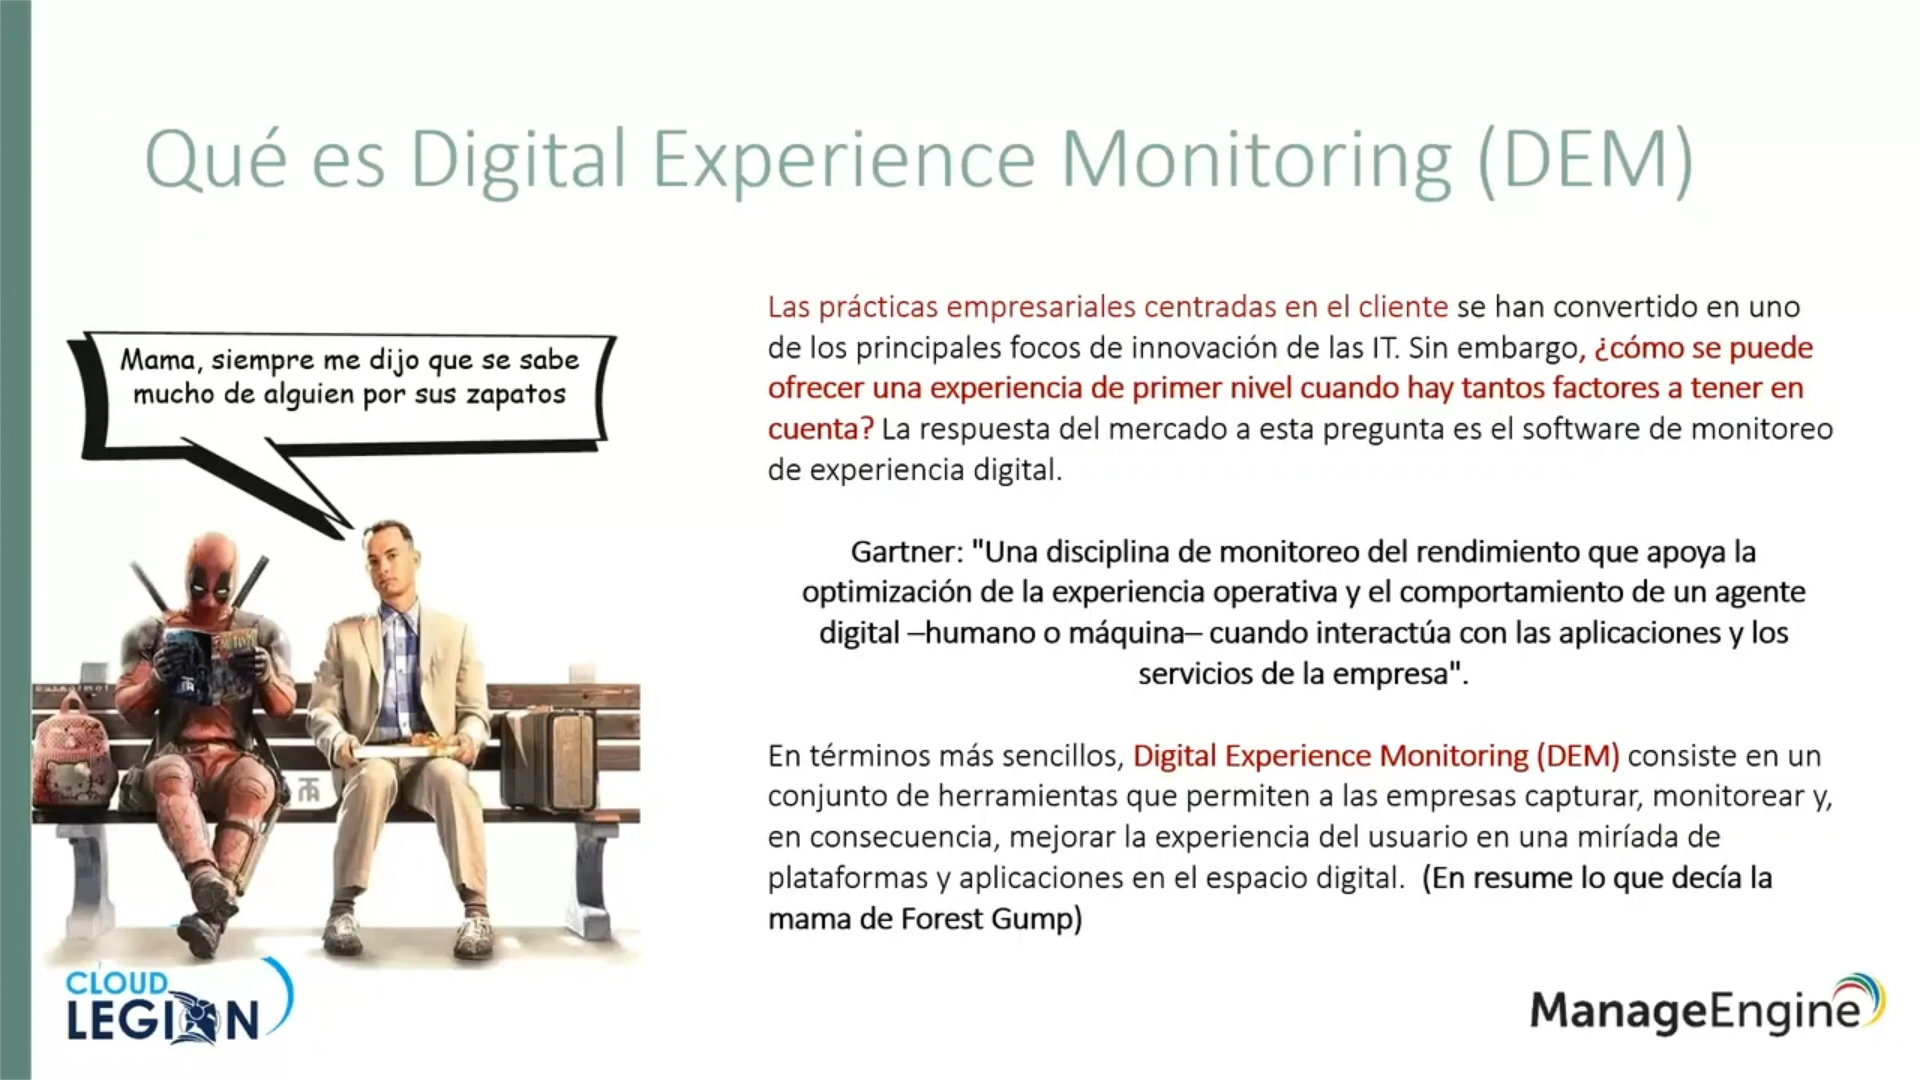 Qué es Digital Experience Monitoring (DEM)
Mama, siempre me dijo que se sabe
mucho de alguien por sus zapatos
Las prácticas empresariales centradas en el cliente se han convertido en uno
de los principales focos de innovación de las IT. Sin embargo, ¿cómo se puede
ofrecer una experiencia de primer nivel cuando hay tantos factores a tener en
cuenta? La respuesta del mercado a esta pregunta es el software de monitoreo
de experiencia digital.
Gartner: "Una disciplina de monitoreo del rendimiento que apoya la
optimización de la experiencia operativa y el comportamiento de un agente
digital –humano o máquina– cuando interactúa con las aplicaciones y los
servicios de la empresa".
En términos más sencillos, Digital Experience Monitoring (DEM) consiste en un
conjunto de herramientas que permiten a las empresas capturar, monitorear y,
en consecuencia, mejorar la experiencia del usuario en una miríada de
plataformas y aplicaciones en el espacio digital. (En resume lo que decía la
mama de Forest Gump)
CLOUD
LEGION
ManageEngine